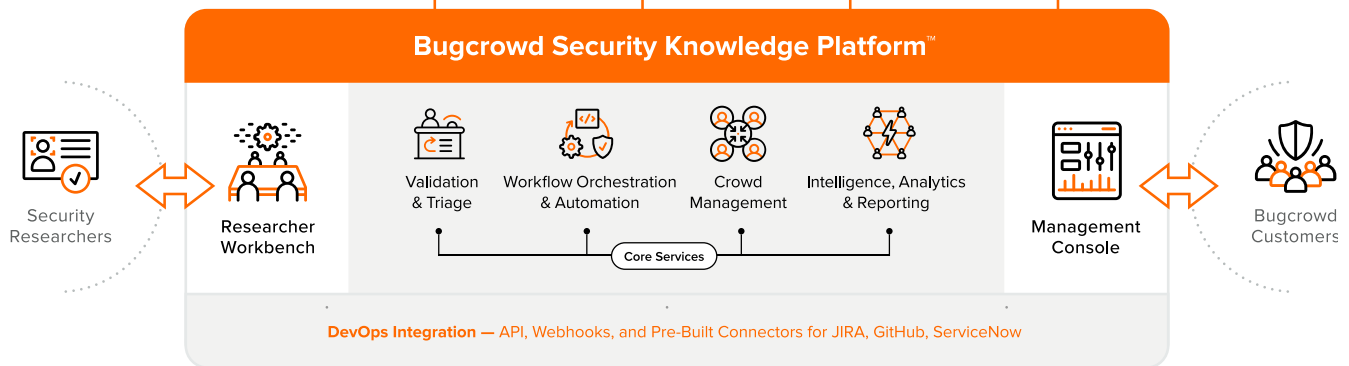 Bugcrowd Security Knowledge Platform™
Security
Researchers
Researcher
Workbench
Validation
& Triage
Workflow Orchestration
& Automation
Crowd
Management
Intelligence, Analytics
& Reporting
Core Services
Management
Console
Bugcrowd
Customers
DevOps Integration — API, Webhooks, and Pre-Built Connectors for JIRA, GitHub, ServiceNow